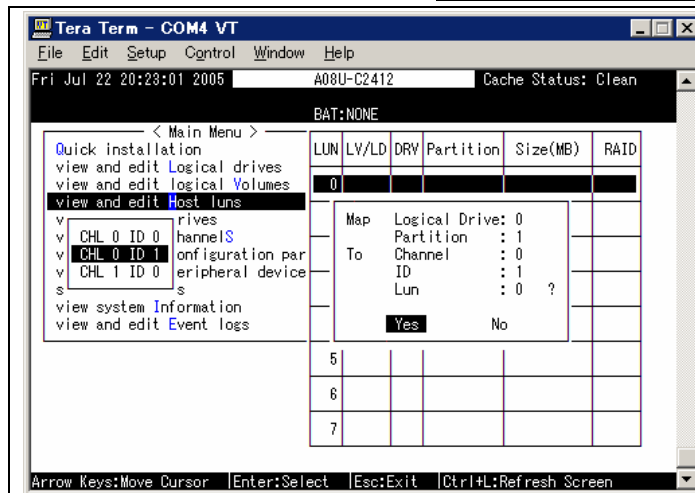 Tera Term - COM4 VT
File Edit Setup Control Window Help
Fri Jul 22 20:23:01 2005 A08U-C2412 Cache Status: Clean
BAT:NONE
< Main Menu >
Quick installation
view and edit Logical drives
view and edit logical Volumes
view and edit Host luns
v rives
v CHL 0 ID 0 hannelS
v CHL 0 ID 1 onfiguration par
v CHL 1 ID 0 eripheral device
s s
view system Information
view and edit Event logs
LUN LV/LD DRV Partition Size(MB) RAID
0
Map Logical Drive: 0
Partition : 1
To Channel : 0
ID : 1
Lun : 0 ?
Yes No
5
6
7
Arrow Keys:Move Cursor |Enter:Select |Esc:Exit |Ctrl+L:Refresh Screen